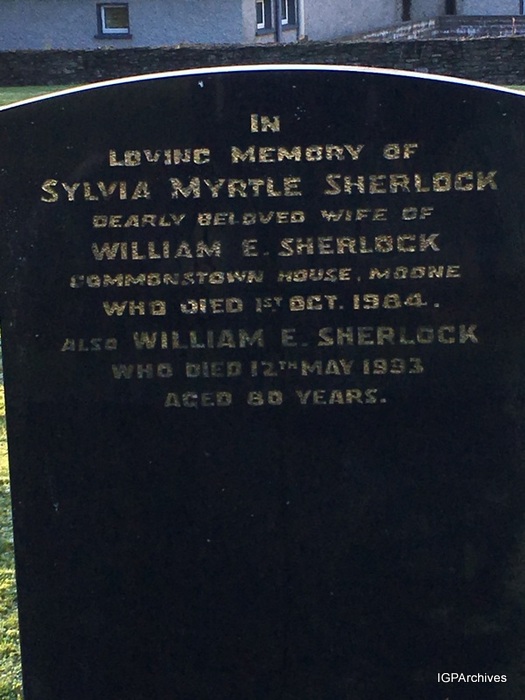 IN
LOVING MEMORY OF
SYLVIA MYRTLE SHERLOCK
DEARLY BELOVED WIFE OF
WILLIAM E. SHERLOCK
COMMONSTOWN HOUSE, MOONE
WHO DIED 1ST OCT. 1984.
ALSO WILLIAM E. SHERLOCK
WHO DIED 12TH MAY 1993
AGED 80 YEARS.
IGPArchives